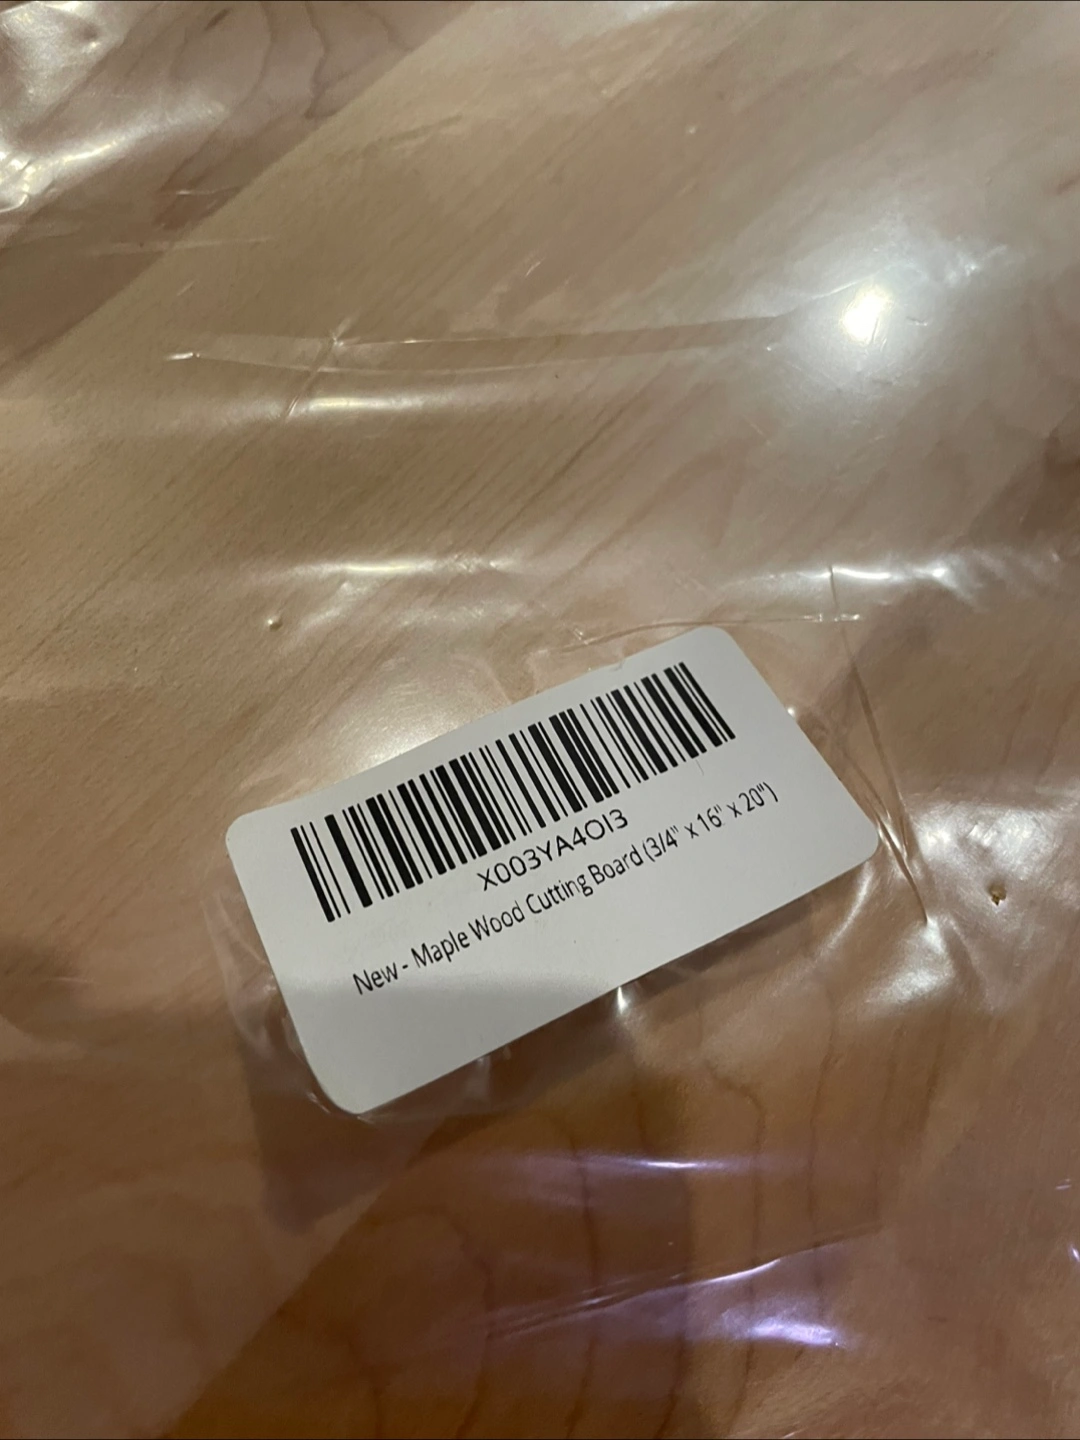 X003YA4OI3
New - Maple Wood Cutting Board (3/4" x 16" x 20")